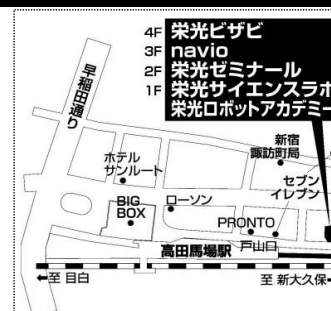 4F 栄光ビザビ
3F navio
2F 栄光ゼミナール
1F 栄光サイエンスラボ
栄光ロボットアカデミー
早稲田通り
新宿
諏訪町局
ホテル
サンルート
セブン
イレブン
BIG
BOX
ローソン
PRONTO
戸山口
高田馬場駅
←至 目白
至 新大久保→